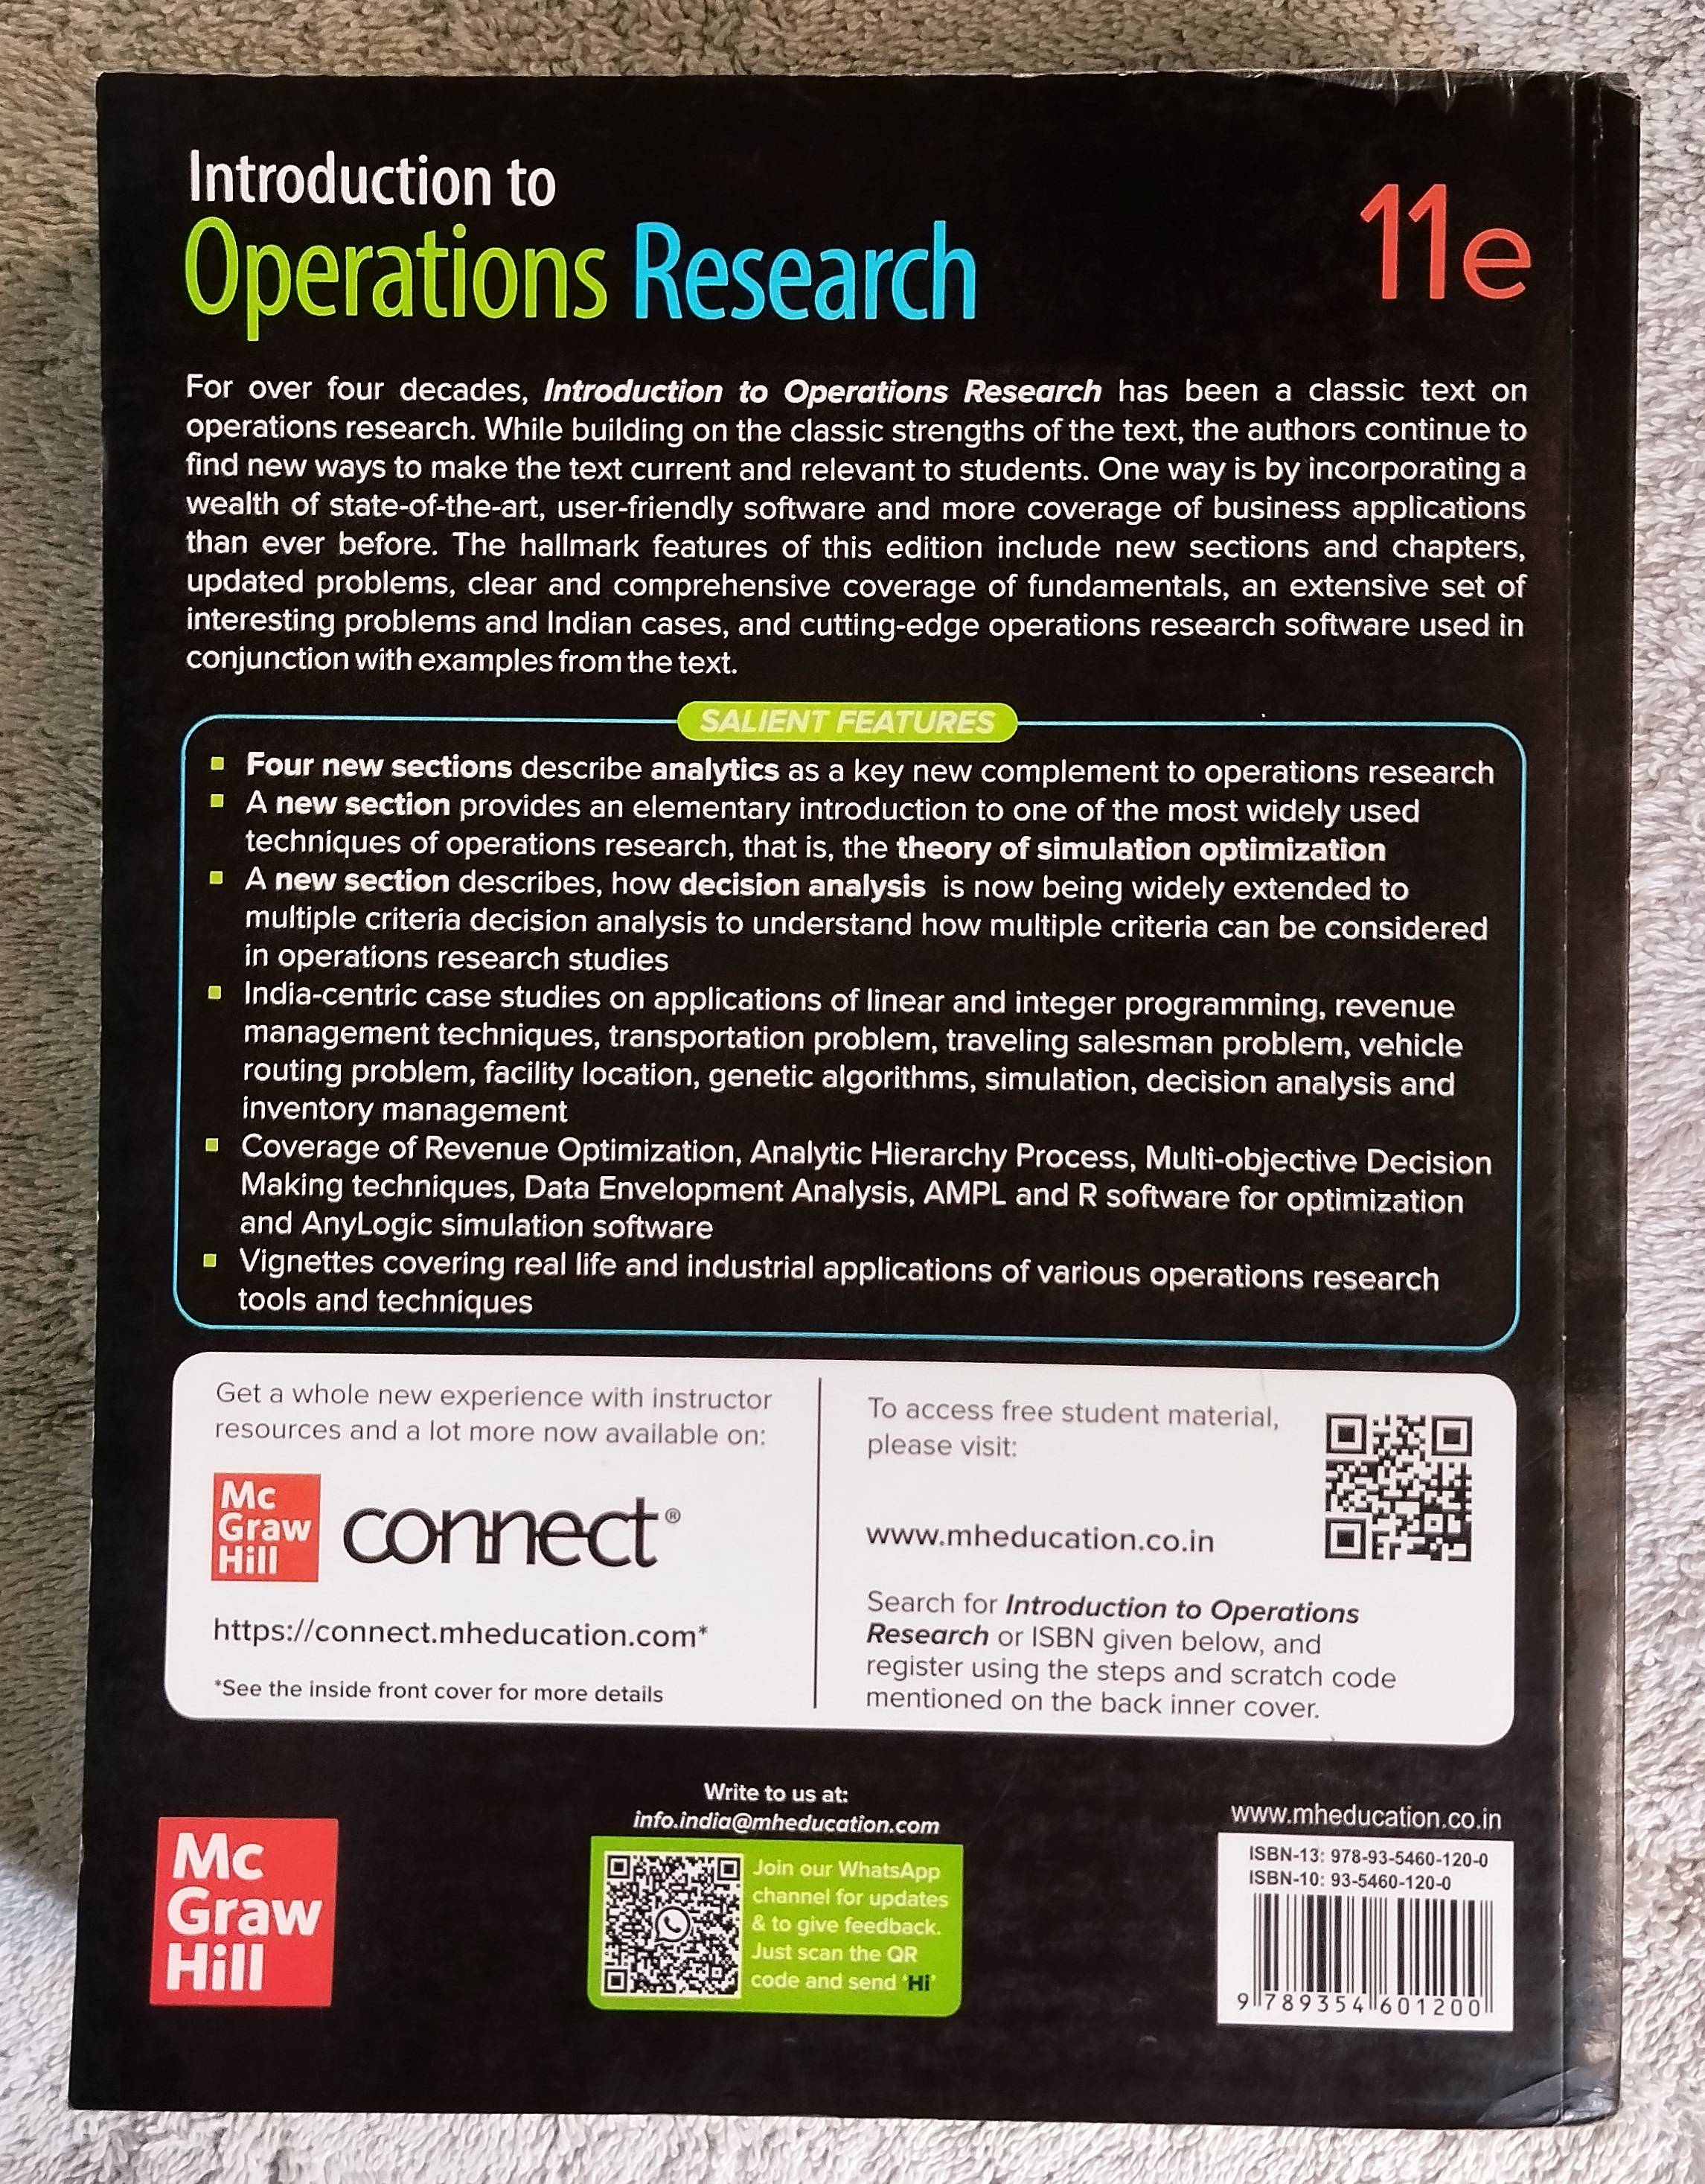 Introduction to
Operations Research
11e
For over four decades, Introduction to Operations Research has been a classic text on
operations research. While building on the classic strengths of the text, the authors continue to
find new ways to make the text current and relevant to students. One way is by incorporating a
wealth of state-of-the-art, user-friendly software and more coverage of business applications
than ever before. The hallmark features of this edition include new sections and chapters,
updated problems, clear and comprehensive coverage of fundamentals, an extensive set of
interesting problems and Indian cases, and cutting-edge operations research software used in
conjunction with examples from the text.
SALIENT FEATURES
▪ Four new sections describe analytics as a key new complement to operations research
▪ A new section provides an elementary introduction to one of the most widely used
techniques of operations research, that is, the theory of simulation optimization
▪ A new section describes, how decision analysis is now being widely extended to
multiple criteria decision analysis to understand how multiple criteria can be considered
in operations research studies
▪ India-centric case studies on applications of linear and integer programming, revenue
management techniques, transportation problem, traveling salesman problem, vehicle
routing problem, facility location, genetic algorithms, simulation, decision analysis and
inventory management
▪ Coverage of Revenue Optimization, Analytic Hierarchy Process, Multi-objective Decision
Making techniques, Data Envelopment Analysis, AMPL and R software for optimization
and AnyLogic simulation software
▪ Vignettes covering real life and industrial applications of various operations research
tools and techniques
Get a whole new experience with instructor
resources and a lot more now available on:
Mc
Graw
Hill
connect®
https://connect.mheducation.com*
*See the inside front cover for more details
To access free student material,
please visit:
www.mheducation.co.in
Search for Introduction to Operations
Research or ISBN given below, and
register using the steps and scratch code
mentioned on the back inner cover.
Mc
Graw
Hill
Write to us at:
info.india@mheducation.com
Join our WhatsApp
channel for updates
& to give feedback.
Just scan the QR
code and send 'Hi'
www.mheducation.co.in
ISBN-13: 978-93-5460-120-0
ISBN-10: 93-5460-120-0
9 789354 601200